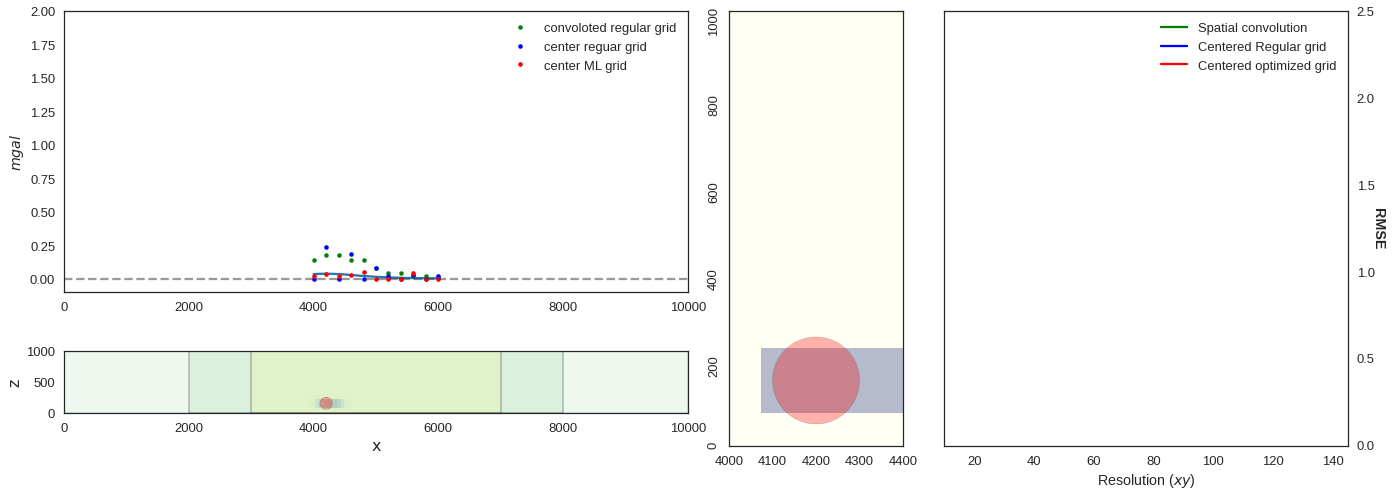 2.00
1.75
1.50
1.25
1.00
0.75
0.50
0.25
0.00
mgal
convoloted regular grid
center reguar grid
center ML grid
0 2000 4000 6000 8000 10000
1000
500
0
z
0 2000 4000 6000 8000 10000
x
1000
800
600
400
200
0
4000 4100 4200 4300 4400
Spatial convolution
Centered Regular grid
Centered optimized grid
2.5
2.0
1.5
1.0
0.5
0.0
RMSE
20 40 60 80 100 120 140
Resolution (xy)